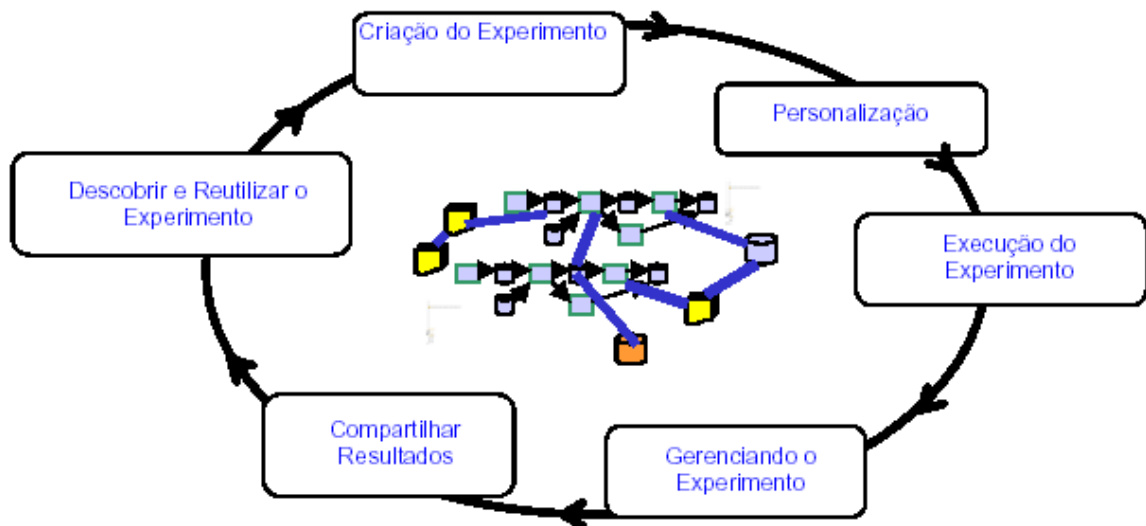 Criação do Experimento
Personalização
Execução do
Experimento
Gerenciando o
Experimento
Compartilhar
Resultados
Descobrir e Reutilizar o
Experimento